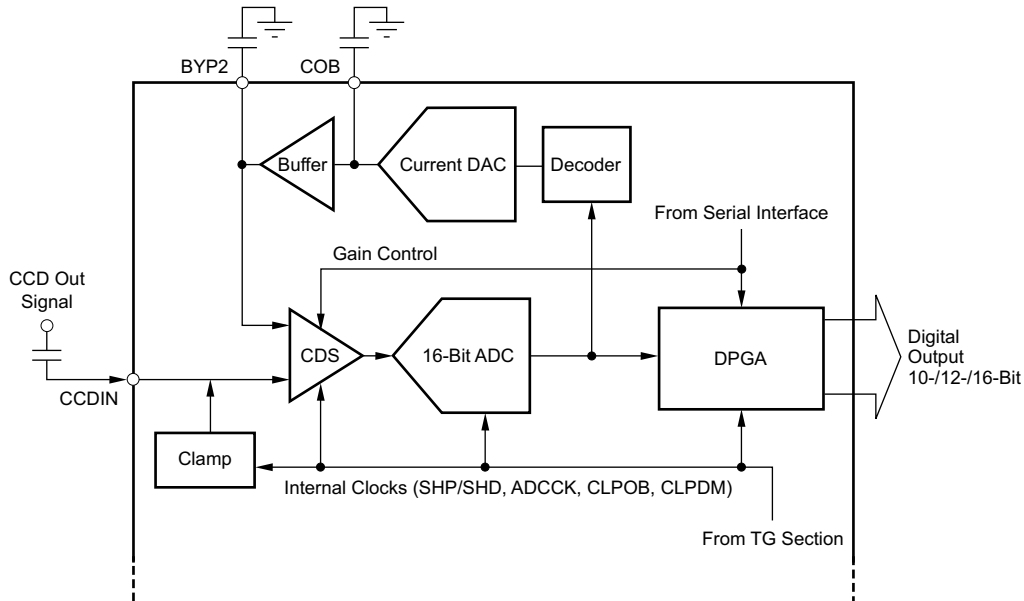 BYP2
COB
Buffer
Current DAC
Decoder
From Serial Interface
Gain Control
CCD Out
Signal
CDS
16-Bit ADC
DPGA
Digital
Output
10-/12-/16-Bit
CCDIN
Clamp
Internal Clocks (SHP/SHD, ADCCK, CLPOB, CLPDM)
From TG Section